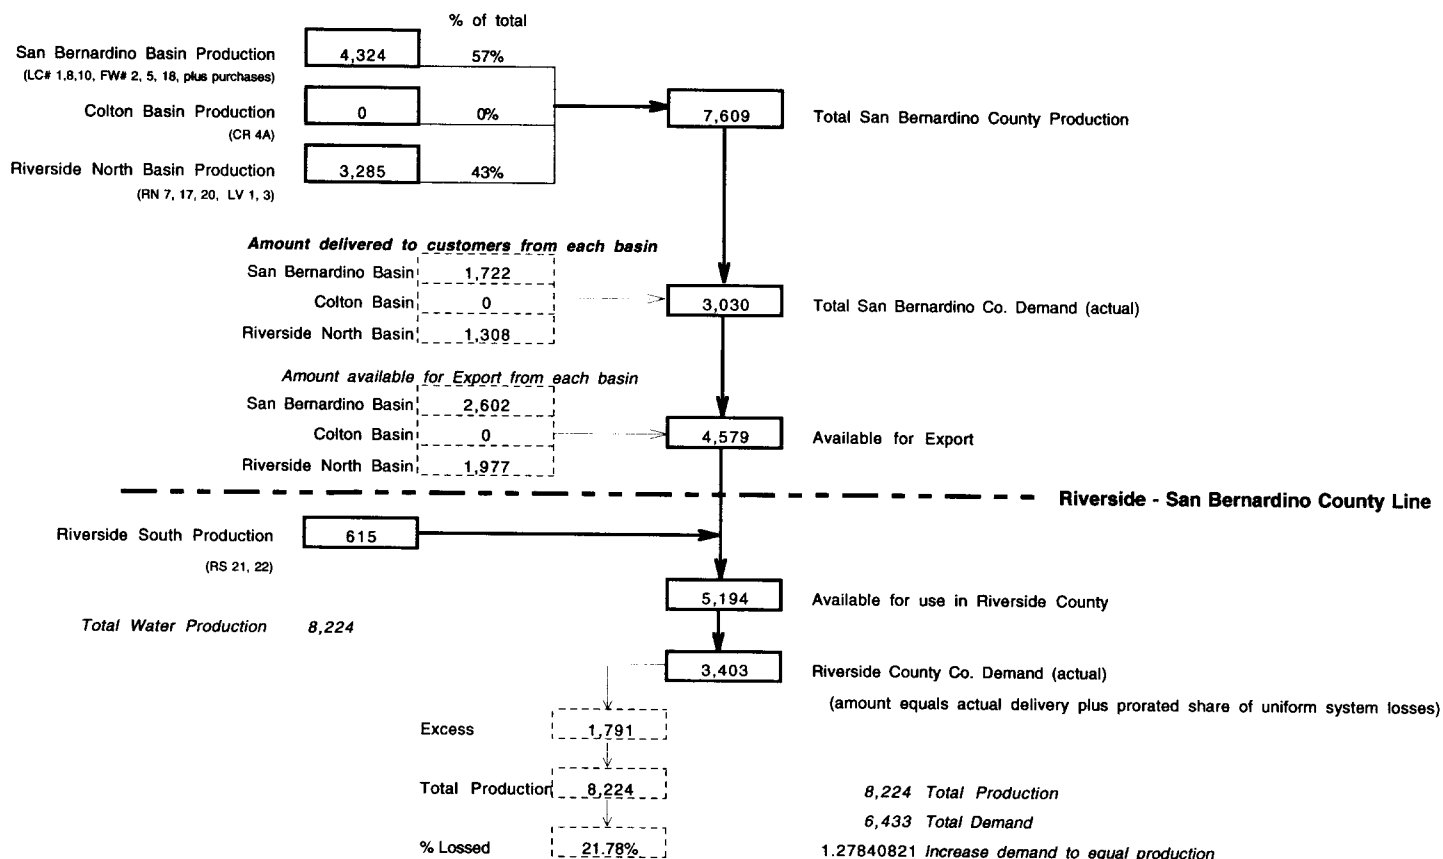 % of total
San Bernardino Basin Production 4,324 57%
(LC# 1,8,10, FW# 2, 5, 18, plus purchases)
Colton Basin Production 0 0% 7,609 Total San Bernardino County Production
(CR 4A)
Riverside North Basin Production 3,285 43%
(RN 7, 17, 20, LV 1, 3)
Amount delivered to customers from each basin
San Bernardino Basin 1,722
Colton Basin 0 3,030 Total San Bernardino Co. Demand (actual)
Riverside North Basin 1,308
Amount available for Export from each basin
San Bernardino Basin 2,602
Colton Basin 0 4,579 Available for Export
Riverside North Basin 1,977
Riverside - San Bernardino County Line
Riverside South Production 615
(RS 21, 22)
5,194 Available for use in Riverside County
Total Water Production 8,224
3,403 Riverside County Co. Demand (actual)
(amount equals actual delivery plus prorated share of uniform system losses)
Excess 1,791
Total Production 8,224 8,224 Total Production
6,433 Total Demand
% Lossed 21.78% 1.27840821 Increase demand to equal production